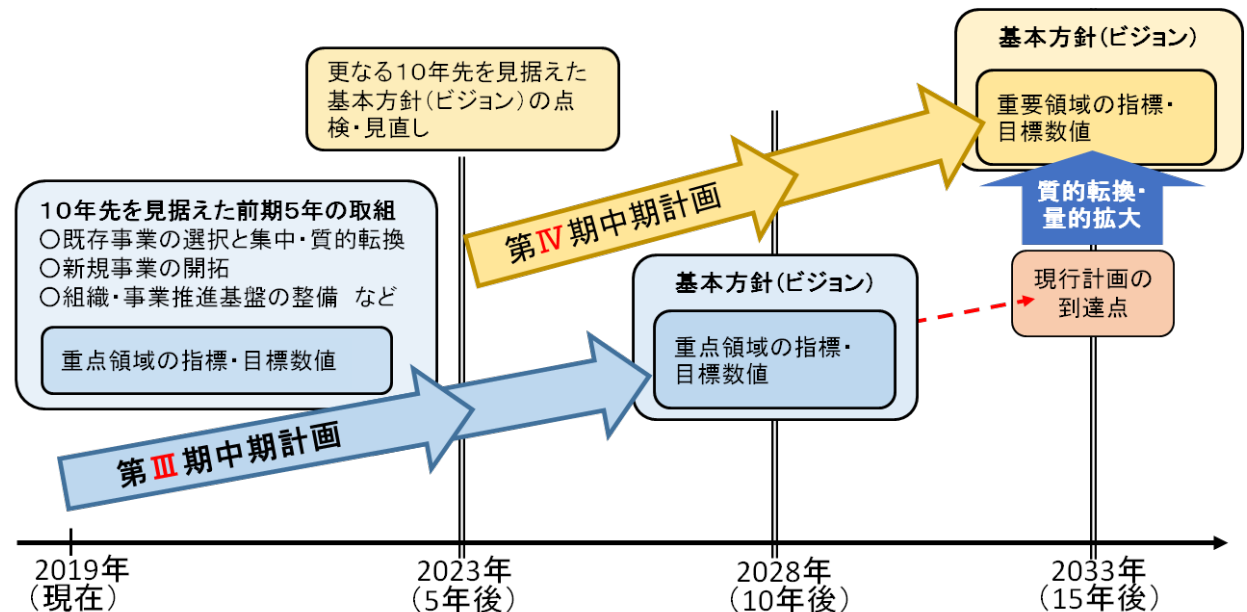 基本方針(ビジョン)
重要領域の指標・
目標数値
更なる10年先を見据えた
基本方針(ビジョン)の点
検・見直し
10年先を見据えた前期5年の取組
○既存事業の選択と集中・質的転換
○新規事業の開拓
○組織・事業推進基盤の整備 など
重点領域の指標・目標数値
第Ⅳ期中期計画
質的転換・
量的拡大
基本方針(ビジョン)
重点領域の指標・
目標数値
現行計画の
到達点
第Ⅲ期中期計画
2019年
(現在)
2023年
(5年後)
2028年
(10年後)
2033年
(15年後)